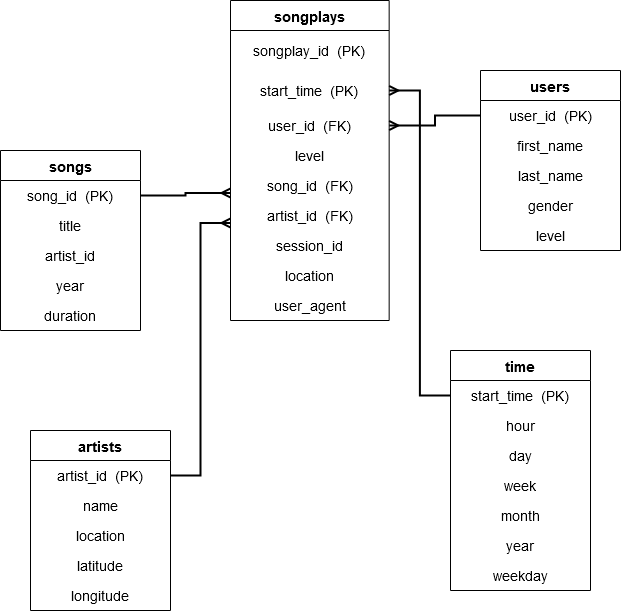 songplays
songplay_id (PK)
start_time (PK)
user_id (FK)
level
song_id (FK)
artist_id (FK)
session_id
location
user_agent
users
user_id (PK)
first_name
last_name
gender
level
songs
song_id (PK)
title
artist_id
year
duration
time
start_time (PK)
hour
day
week
month
year
weekday
artists
artist_id (PK)
name
location
latitude
longitude